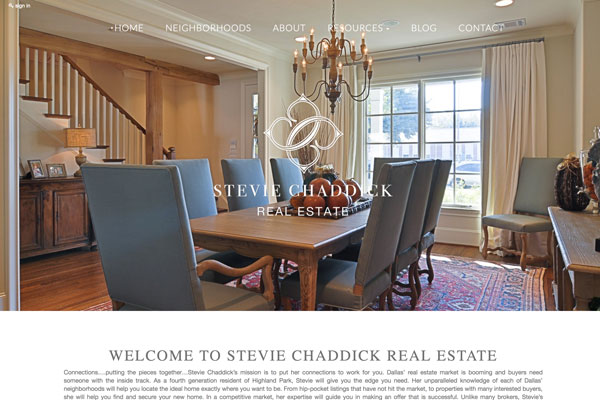 sign in
HOME NEIGHBORHOODS ABOUT RESOURCES BLOG CONTACT
STEVIE CHADDICK
REAL ESTATE
WELCOME TO STEVIE CHADDICK REAL ESTATE
Connections....putting the pieces together...Stevie Chaddick's mission is to put her connections to work for you. Dallas' real estate market is booming and buyers need
someone with the inside track. As a fourth generation resident of Highland Park, Stevie will give you the edge you need. Her unparalleled knowledge of each of Dallas'
neighborhoods will help you locate the ideal home exactly where you want to be. From hip-pocket listings that have not hit the market, to properties with many interested buyers,
she will help you find and secure your new home. In a competitive market, her expertise will guide you in making an offer that is successful. Unlike many brokers, Stevie's